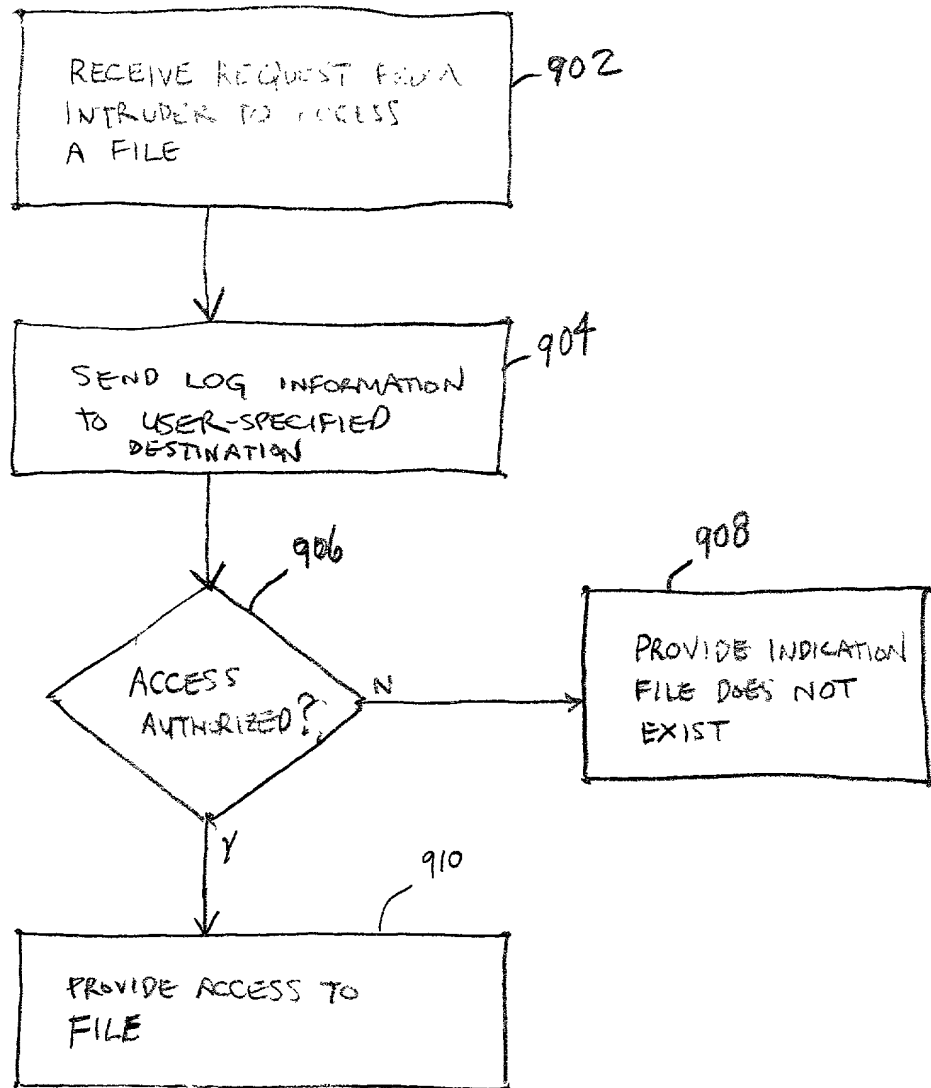 RECEIVE REQUEST FROM
INTRUDER TO ACCESS
A FILE
902
SEND LOG INFORMATION
TO USER-SPECIFIED
DESTINATION
904
906
ACCESS
AUTHORIZED?
N
Y
908
PROVIDE INDICATION
FILE DOES NOT
EXIST
910
PROVIDE ACCESS TO
FILE